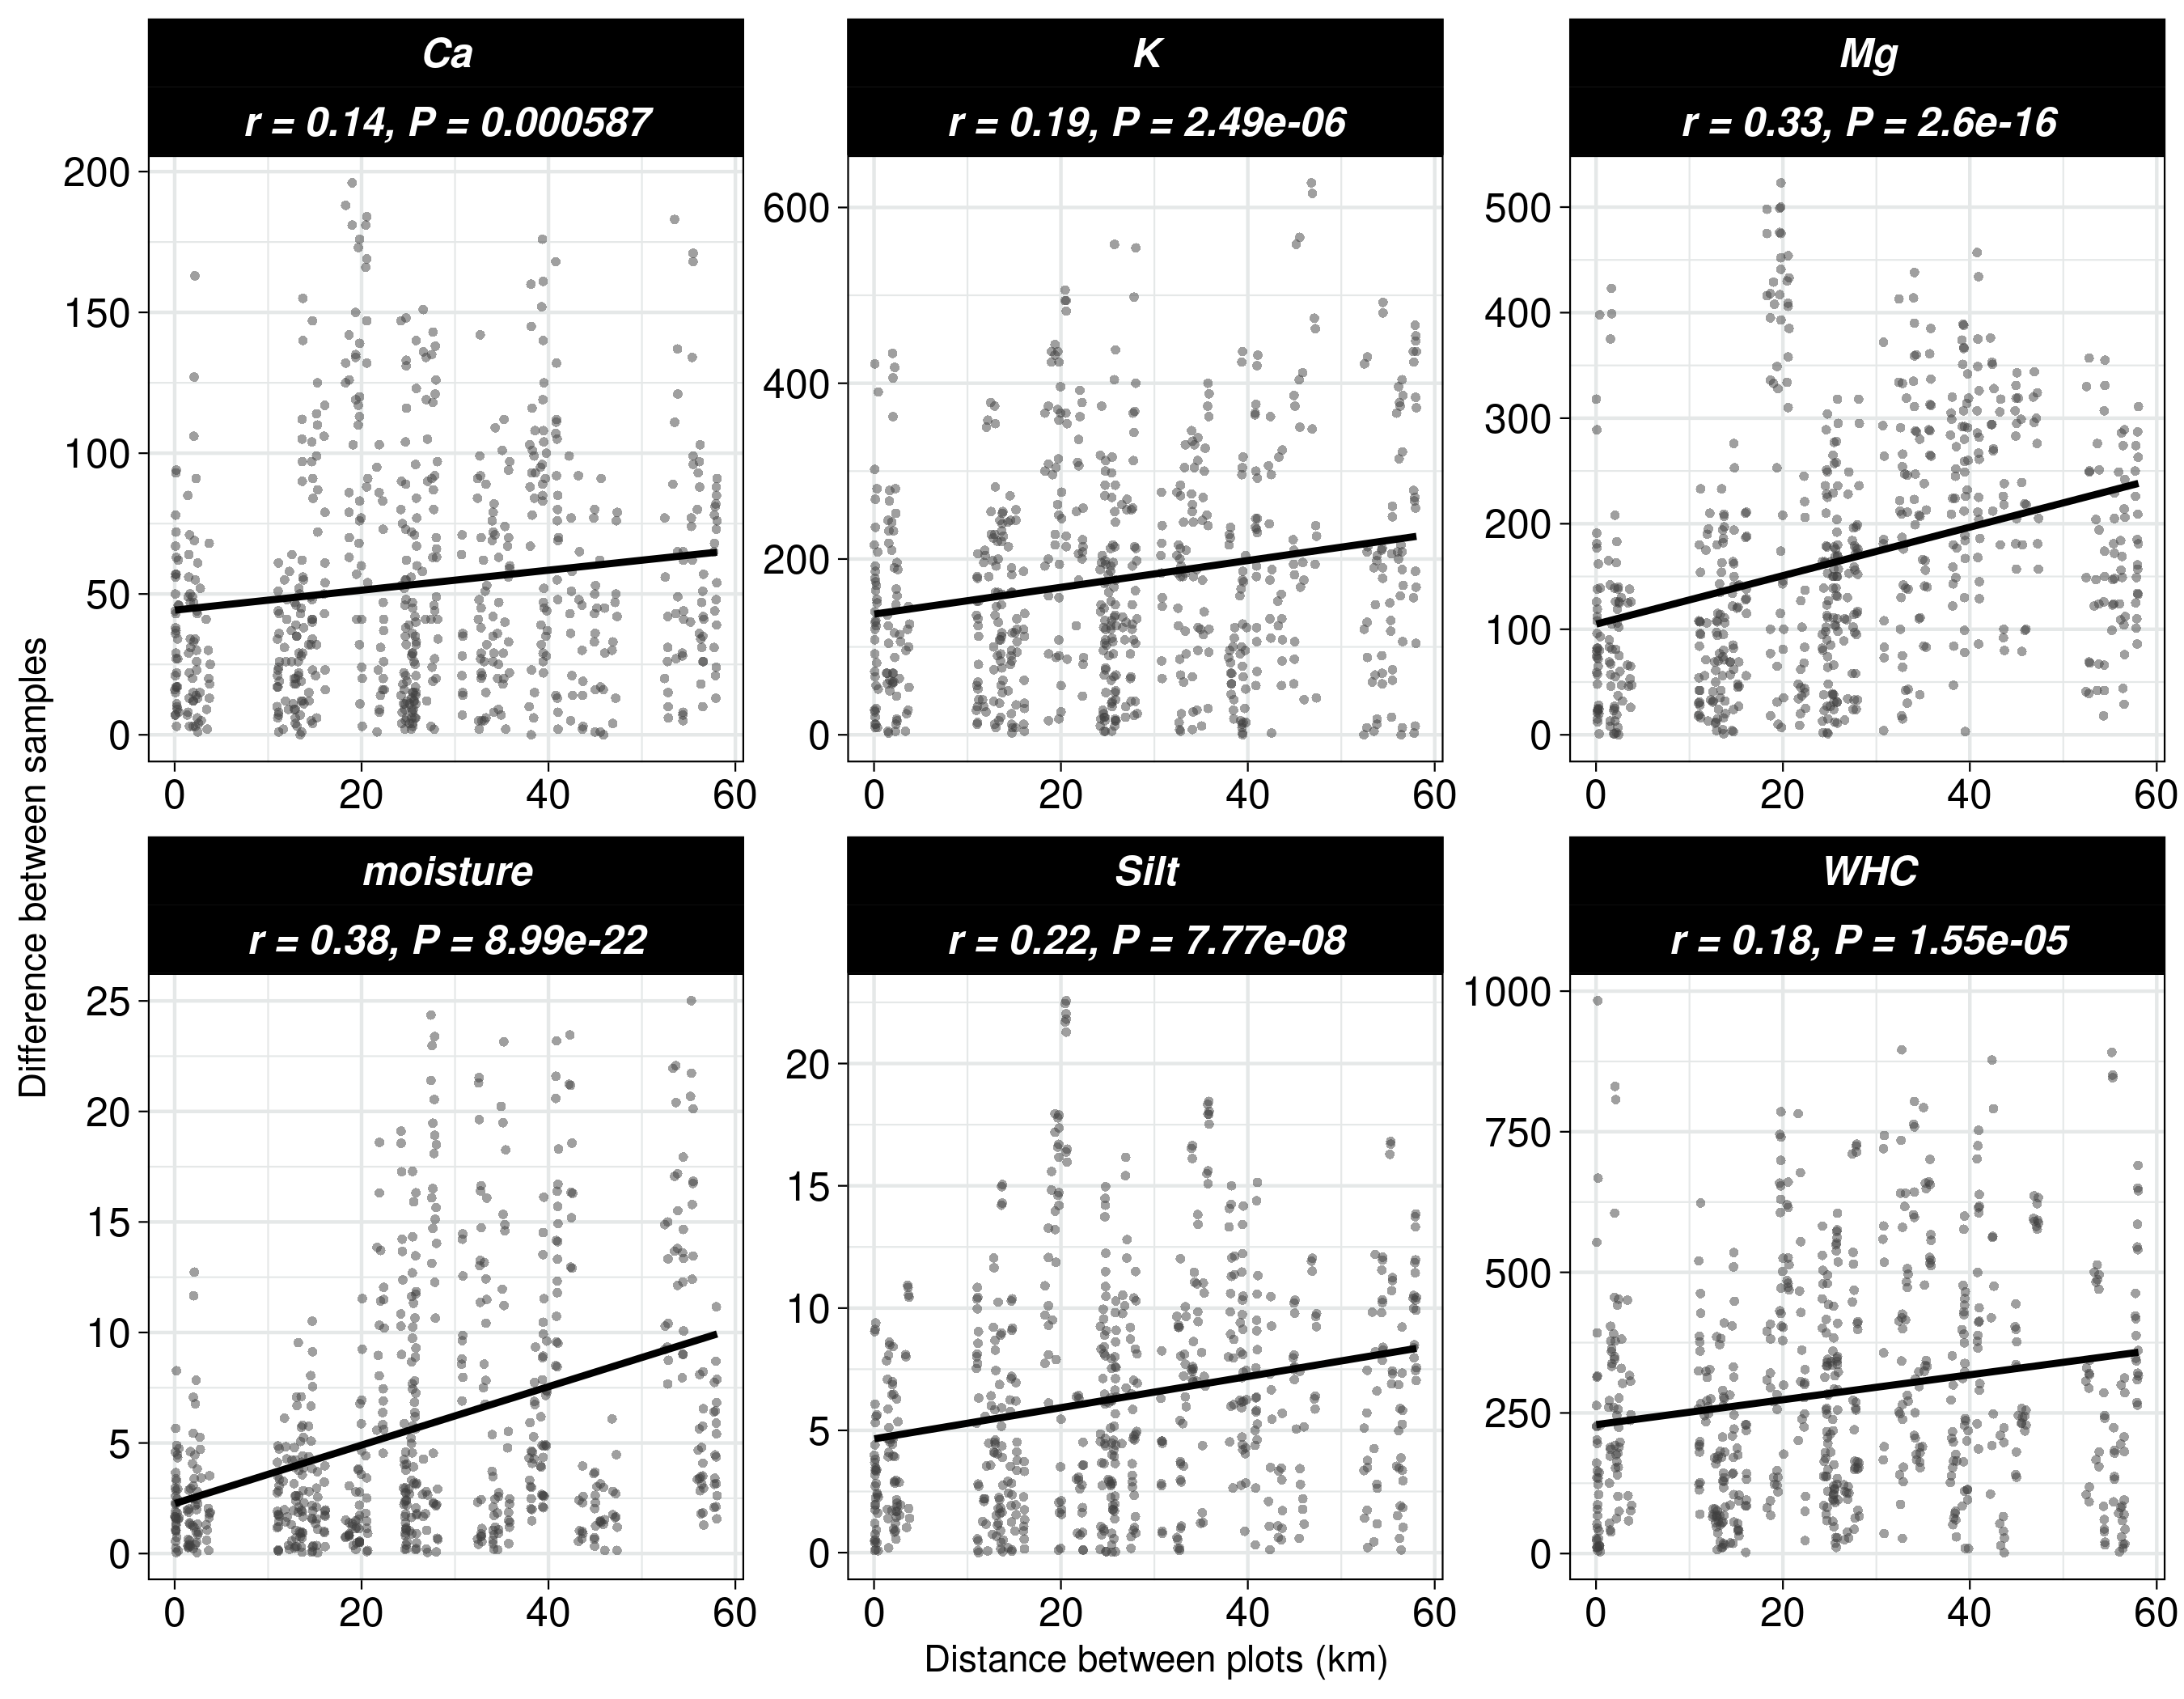 Ca
r = 0.14, P = 0.000587
200
150
100
50
0
0 20 40 60
K
r = 0.19, P = 2.49e-06
600
400
200
0
0 20 40 60
Mg
r = 0.33, P = 2.6e-16
500
400
300
200
100
0
0 20 40 60
Difference between samples
moisture
r = 0.38, P = 8.99e-22
25
20
15
10
5
0
0 20 40 60
Silt
r = 0.22, P = 7.77e-08
20
15
10
5
0
0 20 40 60
WHC
r = 0.18, P = 1.55e-05
1000
750
500
250
0
0 20 40 60
Distance between plots (km)